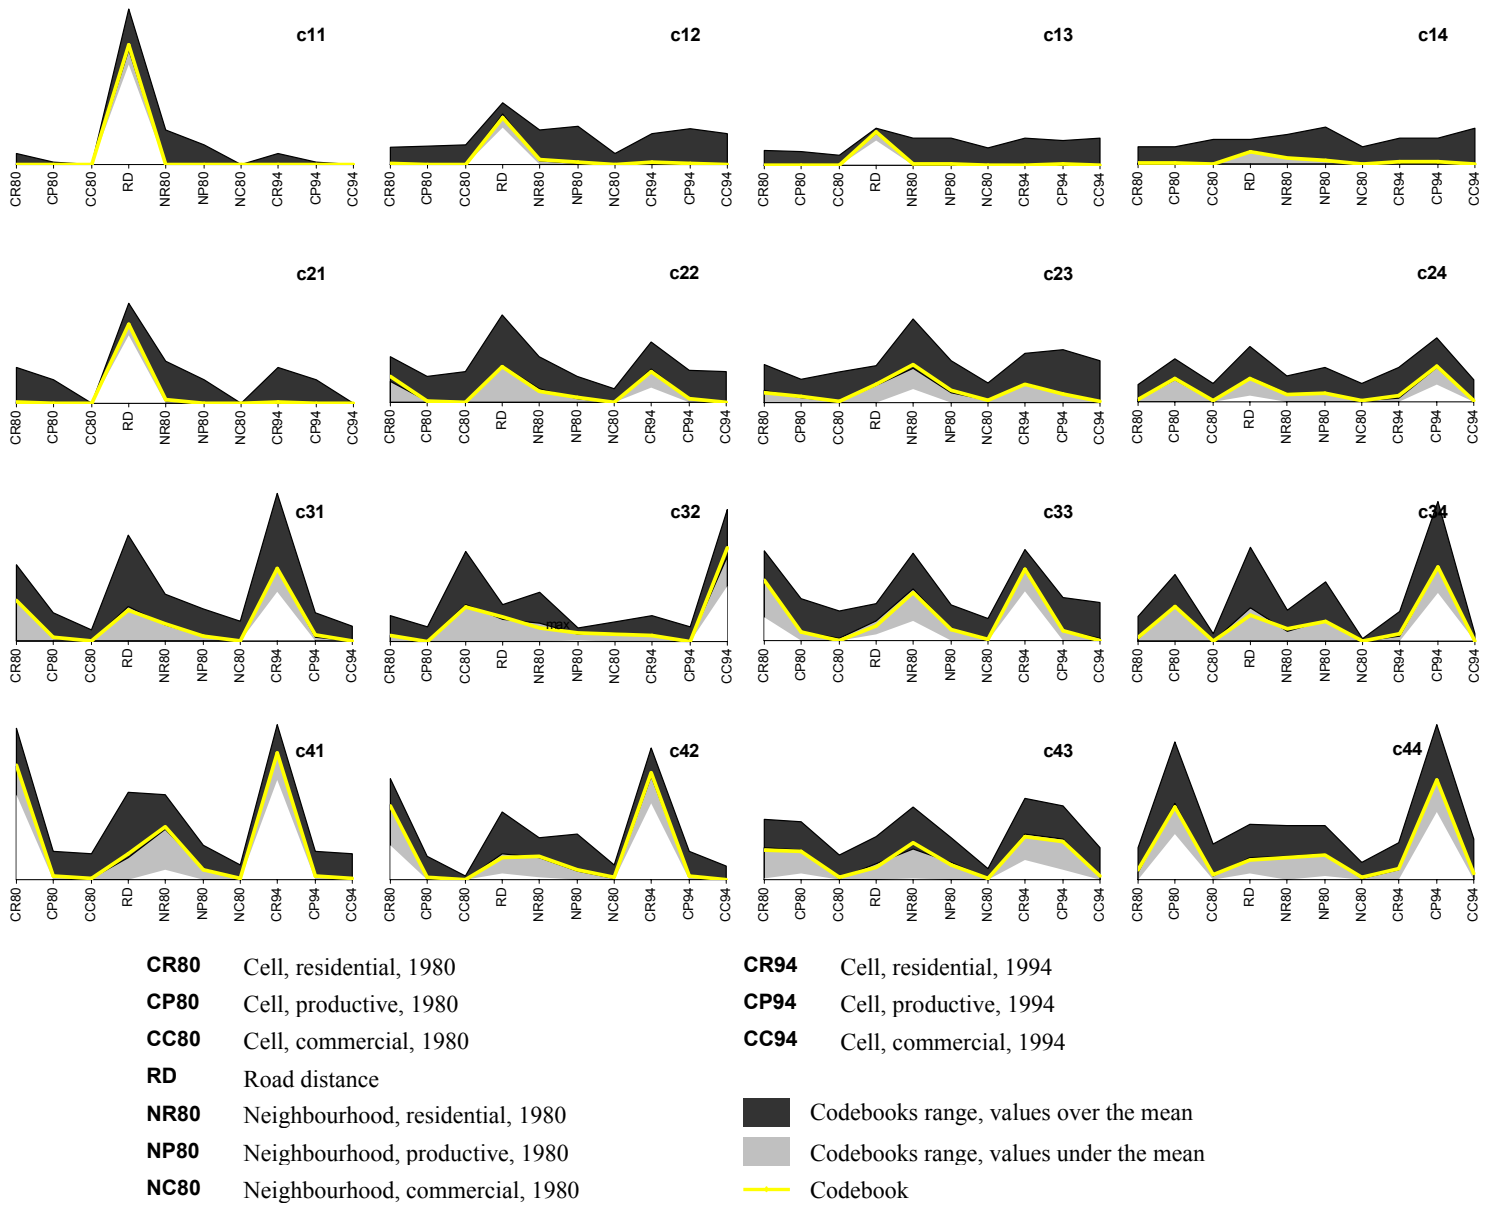 c11 c12 c13 c14
CR80 CP80 CC80 RD NR80 NP80 NC80 CR94 CP94 CC94 CR80 CP80 CC80 RD NR80 NP80 NC80 CR94 CP94 CC94 CR80 CP80 CC80 RD NR80 NP80 NC80 CR94 CP94 CC94 CR80 CP80 CC80 RD NR80 NP80 NC80 CR94 CP94 CC94
c21 c22 c23 c24
CR80 CP80 CC80 RD NR80 NP80 NC80 CR94 CP94 CC94 CR80 CP80 CC80 RD NR80 NP80 NC80 CR94 CP94 CC94 CR80 CP80 CC80 RD NR80 NP80 NC80 CR94 CP94 CC94 CR80 CP80 CC80 RD NR80 NP80 NC80 CR94 CP94 CC94
c31 c32 c33 c34
max
CR80 CP80 CC80 RD NR80 NP80 NC80 CR94 CP94 CC94 CR80 CP80 CC80 RD NR80 NP80 NC80 CR94 CP94 CC94 CR80 CP80 CC80 RD NR80 NP80 NC80 CR94 CP94 CC94 CR80 CP80 CC80 RD NR80 NP80 NC80 CR94 CP94 CC94
c41 c42 c43 c44
CR80 CP80 CC80 RD NR80 NP80 NC80 CR94 CP94 CC94 CR80 CP80 CC80 RD NR80 NP80 NC80 CR94 CP94 CC94 CR80 CP80 CC80 RD NR80 NP80 NC80 CR94 CP94 CC94 CR80 CP80 CC80 RD NR80 NP80 NC80 CR94 CP94 CC94
CR80 Cell, residential, 1980
CP80 Cell, productive, 1980
CC80 Cell, commercial, 1980
RD Road distance
NR80 Neighbourhood, residential, 1980
NP80 Neighbourhood, productive, 1980
NC80 Neighbourhood, commercial, 1980
CR94 Cell, residential, 1994
CP94 Cell, productive, 1994
CC94 Cell, commercial, 1994
Codebooks range, values over the mean
Codebooks range, values under the mean
Codebook